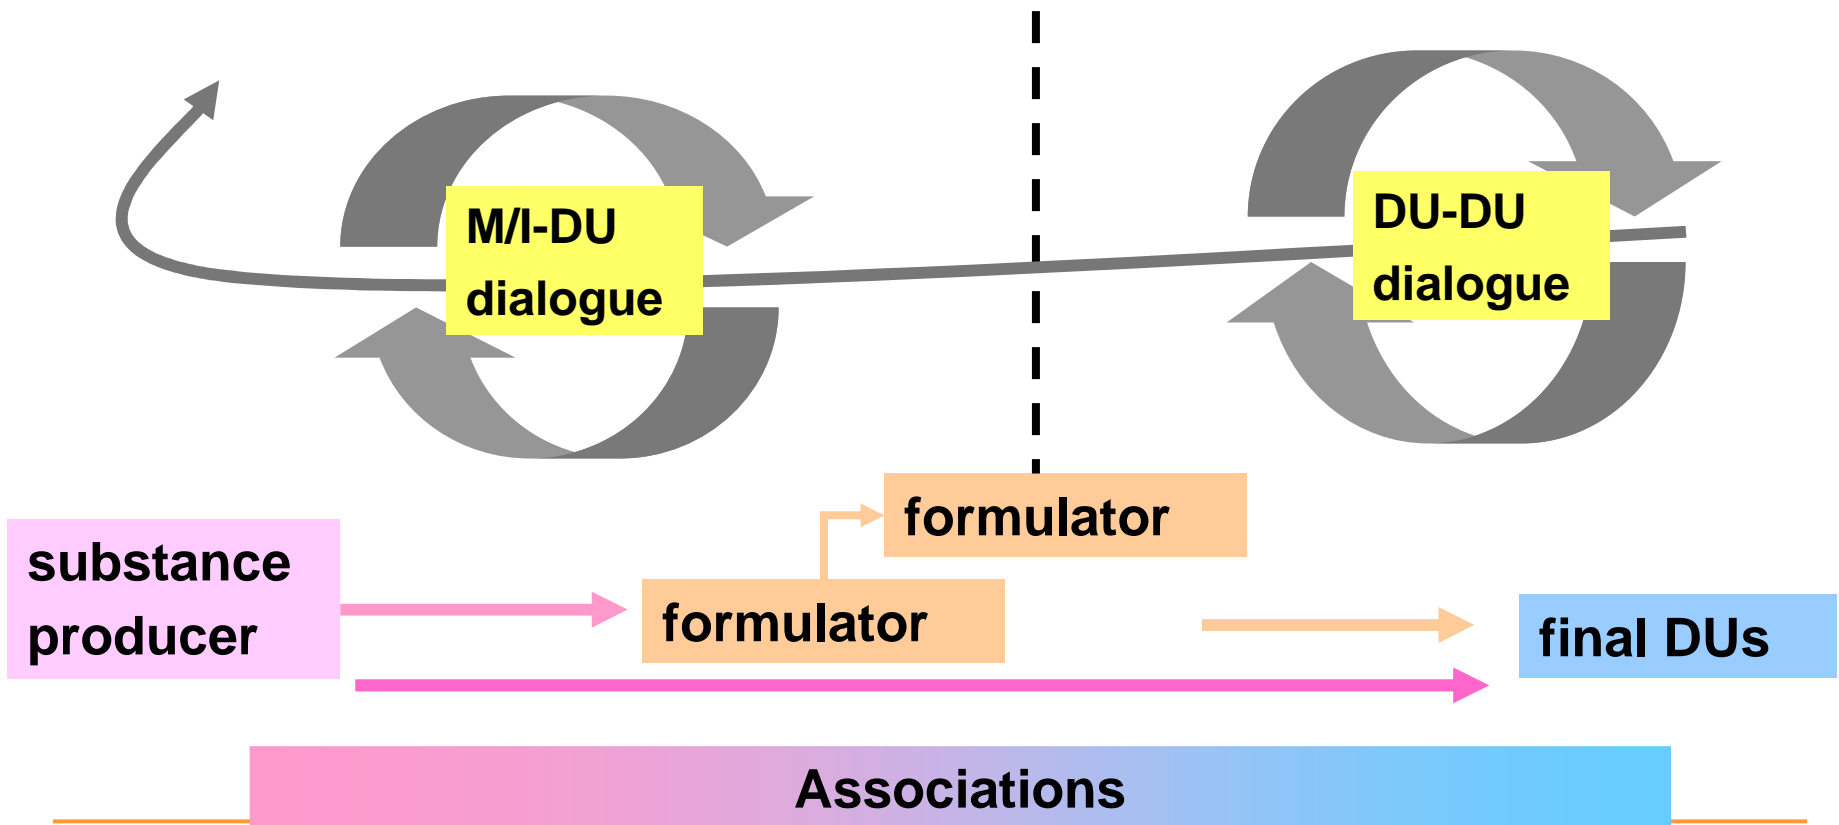 M/I-DU
dialogue
DU-DU
dialogue
formulator
substance
producer
formulator
final DUs
Associations